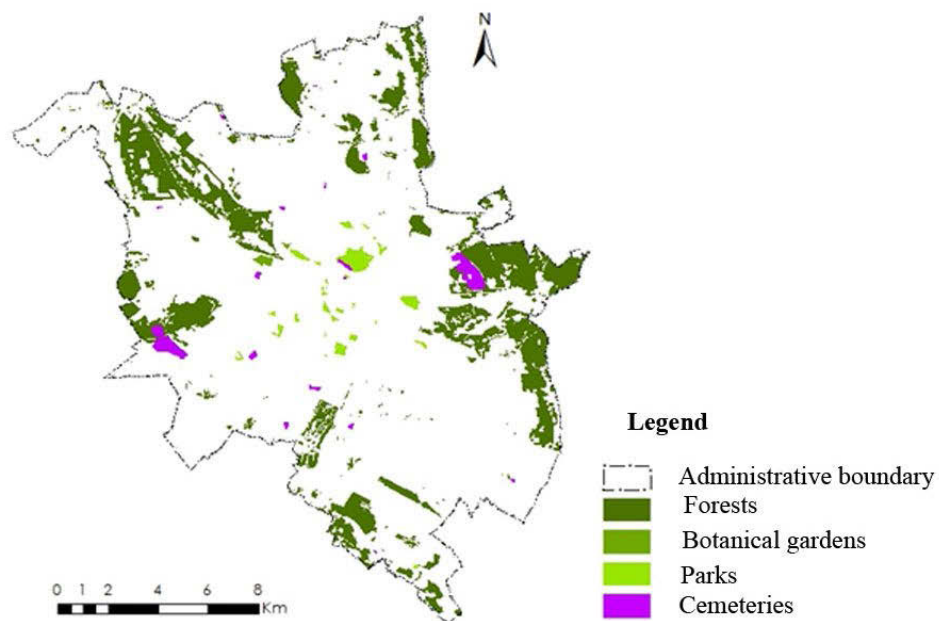 N
Legend
Administrative boundary
Forests
Botanical gardens
Parks
Cemeteries
0 1 2 4 6 8
Km